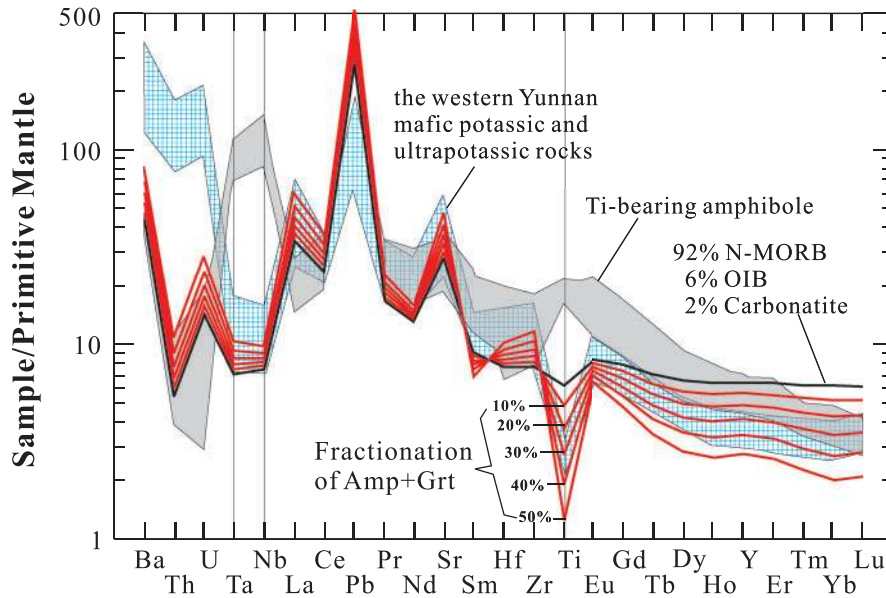 500
100
10
1
Sample/Primitive Mantle
the western Yunnan
mafic potassic and
ultrapotassic rocks
Ti-bearing amphibole
92% N-MORB
6% OIB
2% Carbonatite
Fractionation
of Amp+Grt
10%
20%
30%
40%
50%
Ba Th U Ta Nb La Ce Pb Pr Nd Sr Sm Hf Zr Ti Eu Gd Tb Dy Ho Y Er Tm Yb Lu